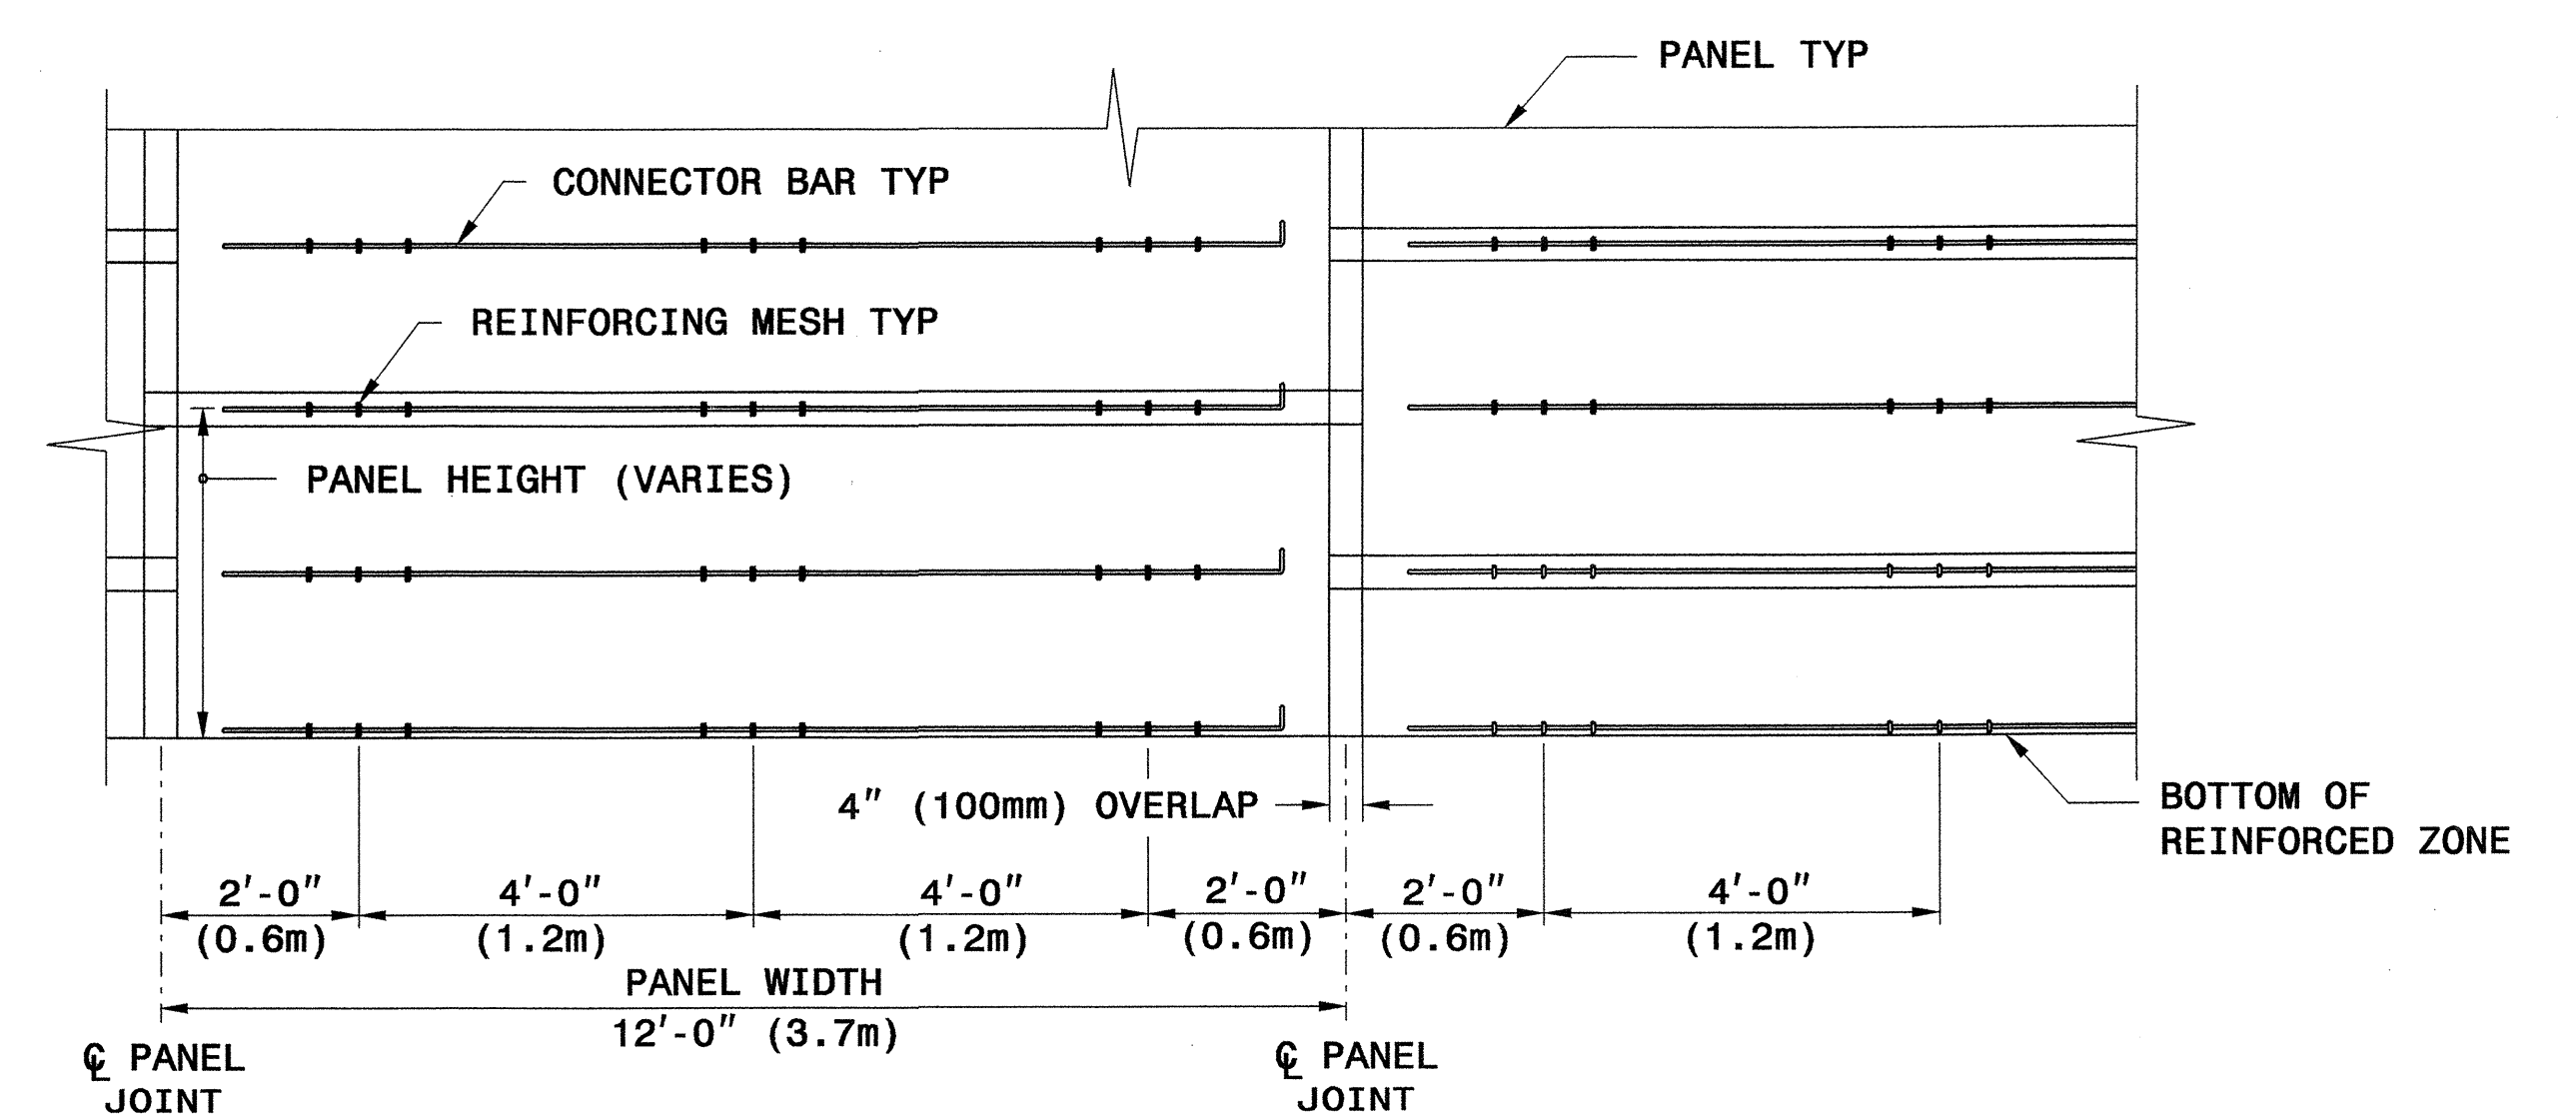 PANEL TYP
CONNECTOR BAR TYP
REINFORCING MESH TYP
PANEL HEIGHT (VARIES)
4" (100mm) OVERLAP
BOTTOM OF
REINFORCED ZONE
2'-0" 4'-0" 4'-0" 2'-0" 2'-0" 4'-0"
(0.6m) (1.2m) (1.2m) (0.6m) (0.6m) (1.2m)
PANEL WIDTH
12'-0" (3.7m)
℄ PANEL
JOINT
℄ PANEL
JOINT